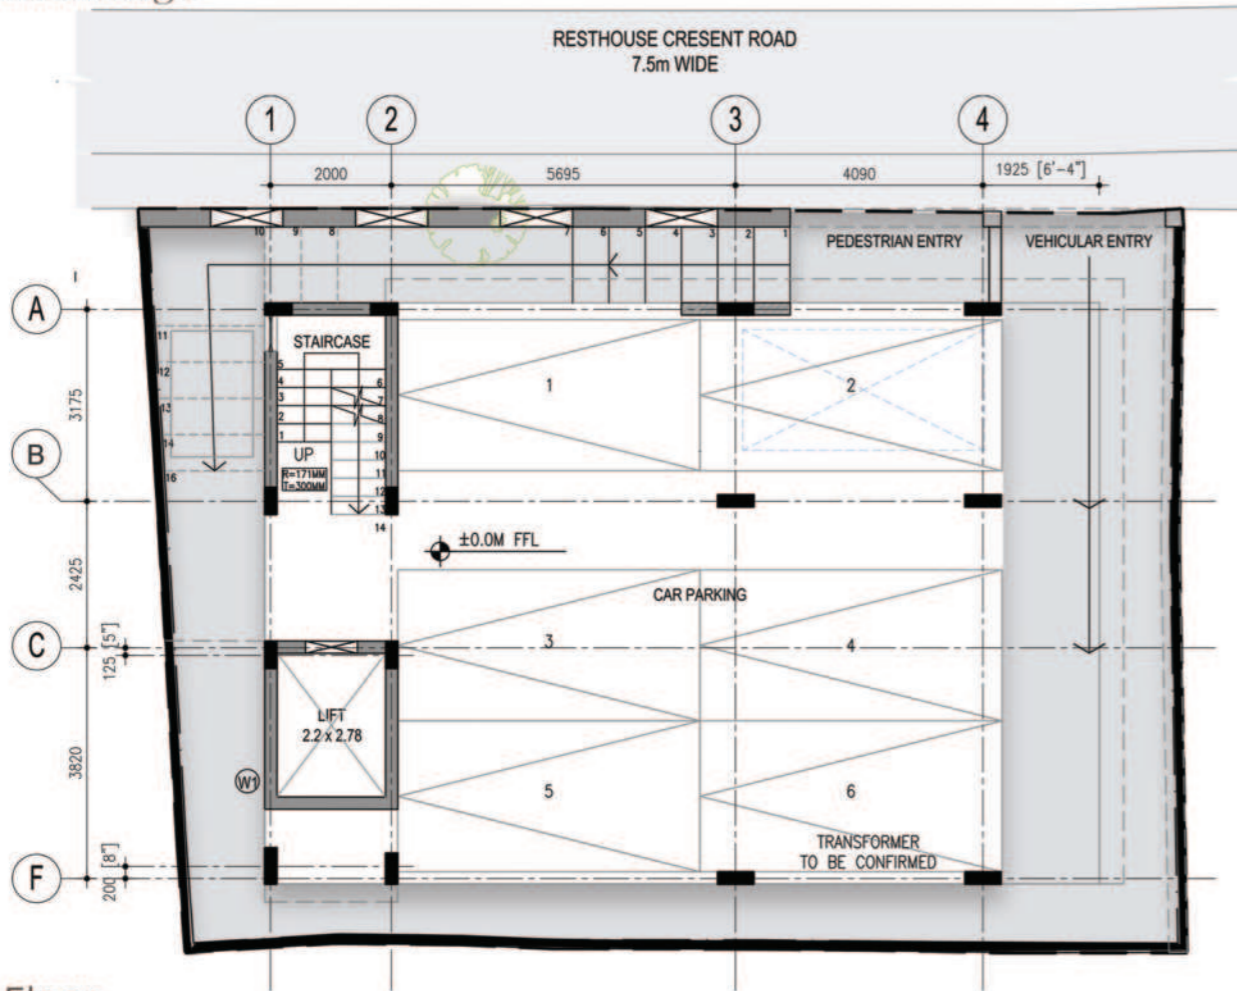 RESTHOUSE CRESENT ROAD
7.5m WIDE
1 2 3 4
2000 5695 4090 1925 [6'-4"]
10 9 8 7 6 5 4 3 2 1
PEDESTRIAN ENTRY VEHICULAR ENTRY
A
STAIRCASE
11
12
13
14
16
5
4
3
2
1
6
7
8
9
10
11
12
13
14
UP
R=171MM
T=300MM
1 2
3175
B
±0.0M FFL
2425
CAR PARKING
C
125 [5"]
3 4
LIFT
2.2 x 2.78
3820
W1
5 6
TRANSFORMER
TO BE CONFIRMED
F
200 [8"]